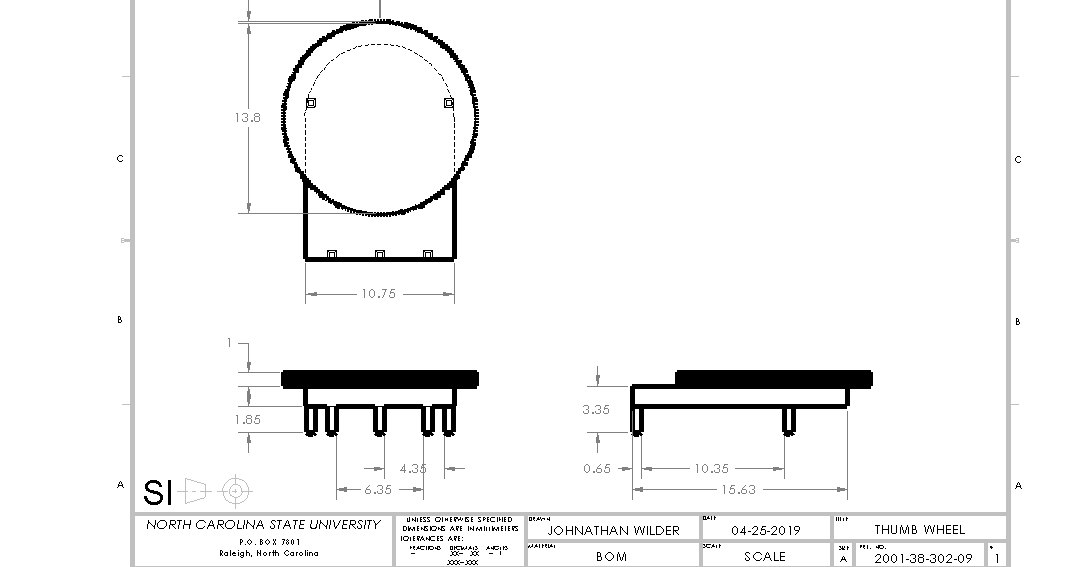 13.8
C
C
10.75
B
B
1
1.85
3.35
4.35
6.35
0.65
10.35
15.63
A
A
SI
NORTH CAROLINA STATE UNIVERSITY
P.O. BOX 7801
Raleigh, North Carolina
UNLESS OTHERWISE SPECIFIED
DIMENSIONS ARE IN MILLIMETERS
TOLERANCES ARE:
FRACTIONS DECIMALS ANGLES
DRAWN
JOHNATHAN WILDER
DATE
04-25-2019
TITLE
THUMB WHEEL
MATERIAL
BOM
SCALE
SCALE
SIZE
A
2001-38-302-09
1